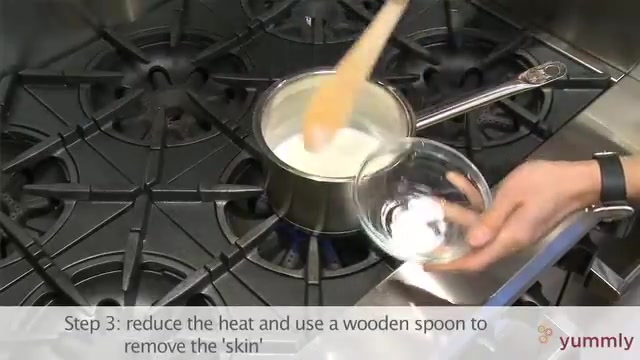 Step 3: reduce the heat and use a wooden spoon to
remove the 'skin'
yummly